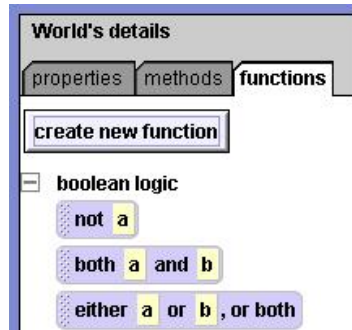 World's details
properties methods functions
create new function
boolean logic
not a
both a and b
either a or b , or both